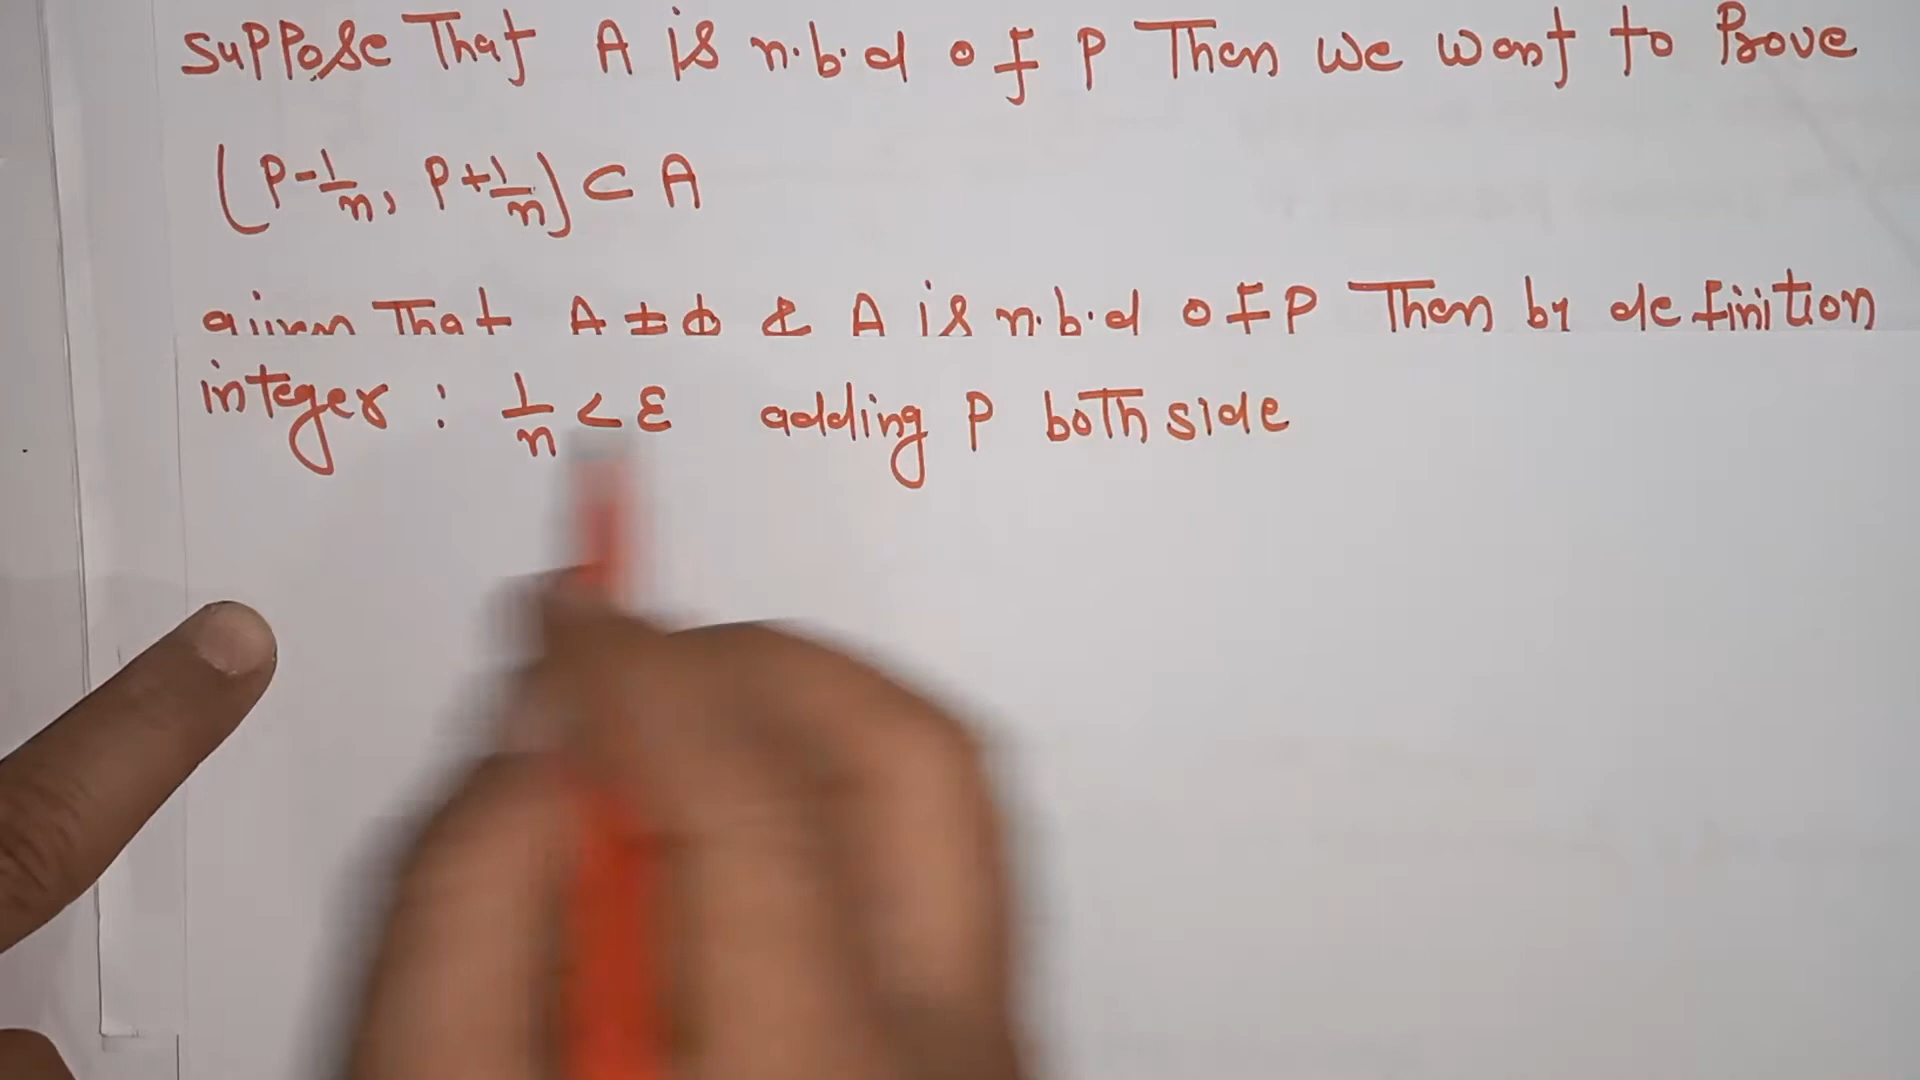 suppose That A is n.b.d of P Then we want to Prove
(P-1/n, P+1/n) ⊂ A
given That A ≠ ϕ & A is n.b.d of P Then by definition
integer : 1/n < ε adding P both side